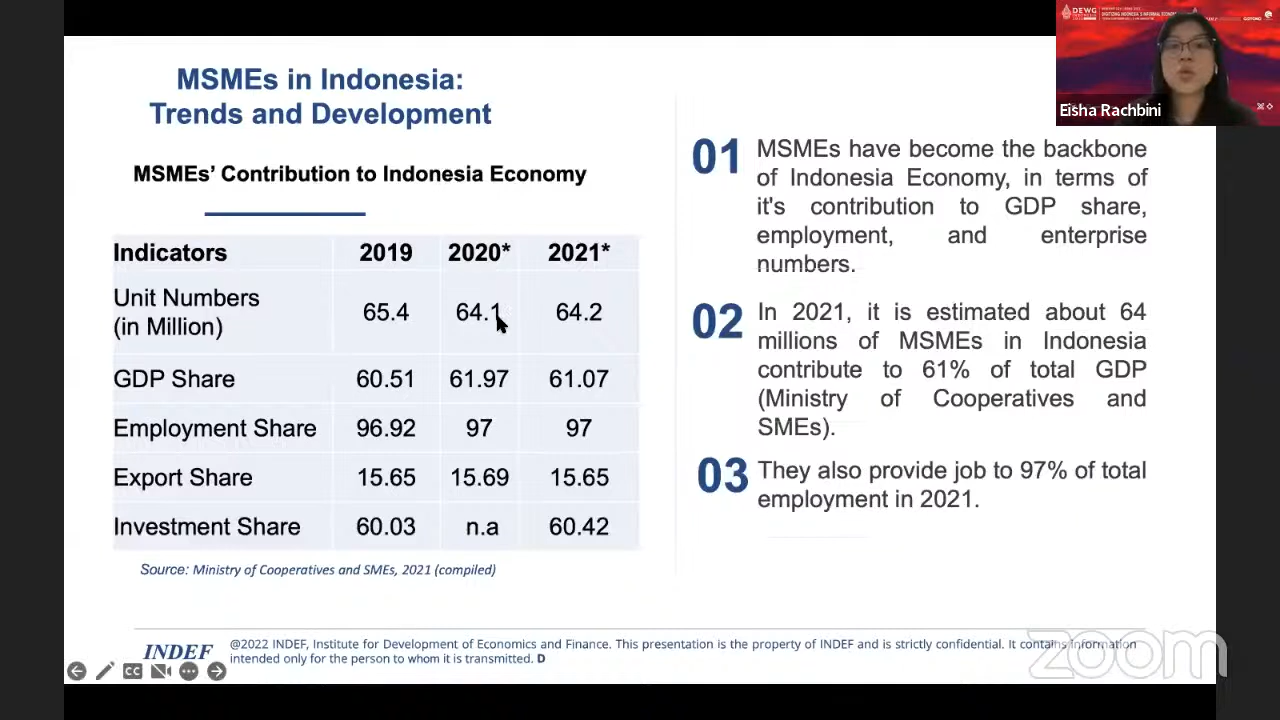 MSMEs in Indonesia:
Trends and Development
MSMEs’ Contribution to Indonesia Economy
Indicators 2019 2020* 2021*
Unit Numbers
(in Million) 65.4 64.1 64.2
GDP Share 60.51 61.97 61.07
Employment Share 96.92 97 97
Export Share 15.65 15.69 15.65
Investment Share 60.03 n.a 60.42
Source: Ministry of Cooperatives and SMEs, 2021 (compiled)
01 MSMEs have become the backbone
of Indonesia Economy, in terms of
it's contribution to GDP share,
employment, and enterprise
numbers.
02 In 2021, it is estimated about 64
millions of MSMEs in Indonesia
contribute to 61% of total GDP
(Ministry of Cooperatives and
SMEs).
03 They also provide job to 97% of total
employment in 2021.
DEWG
Eisha Rachbini
INDEF
@2022 INDEF, Institute for Development of Economics and Finance. This presentation is the property of INDEF and is strictly confidential. It contains information
intended only for the person to whom it is transmitted. D
CC
zoom